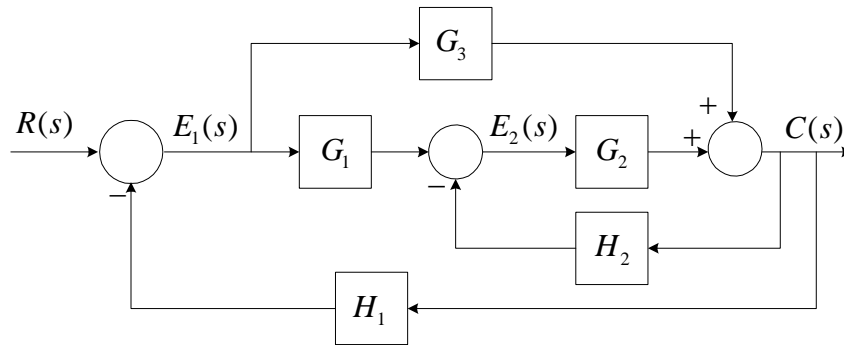 G₃
+
R(s) E₁(s) G₁ E₂(s) + G₂ C(s)
−
−
H₂
H₁